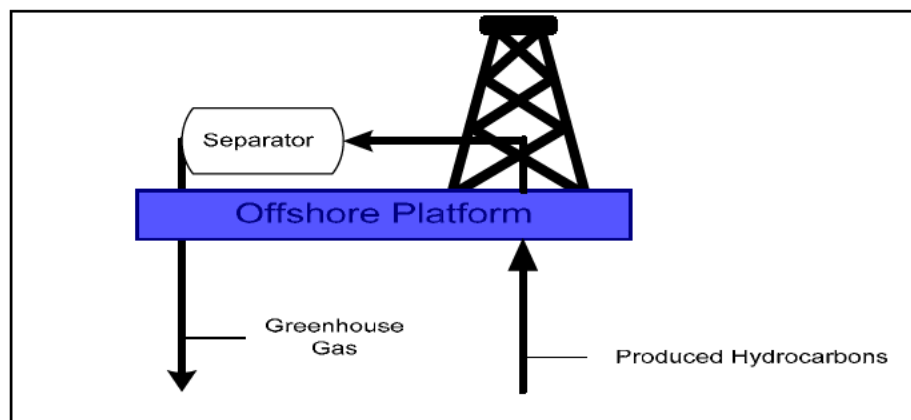 Separator
Offshore Platform
Greenhouse
Gas
Produced Hydrocarbons